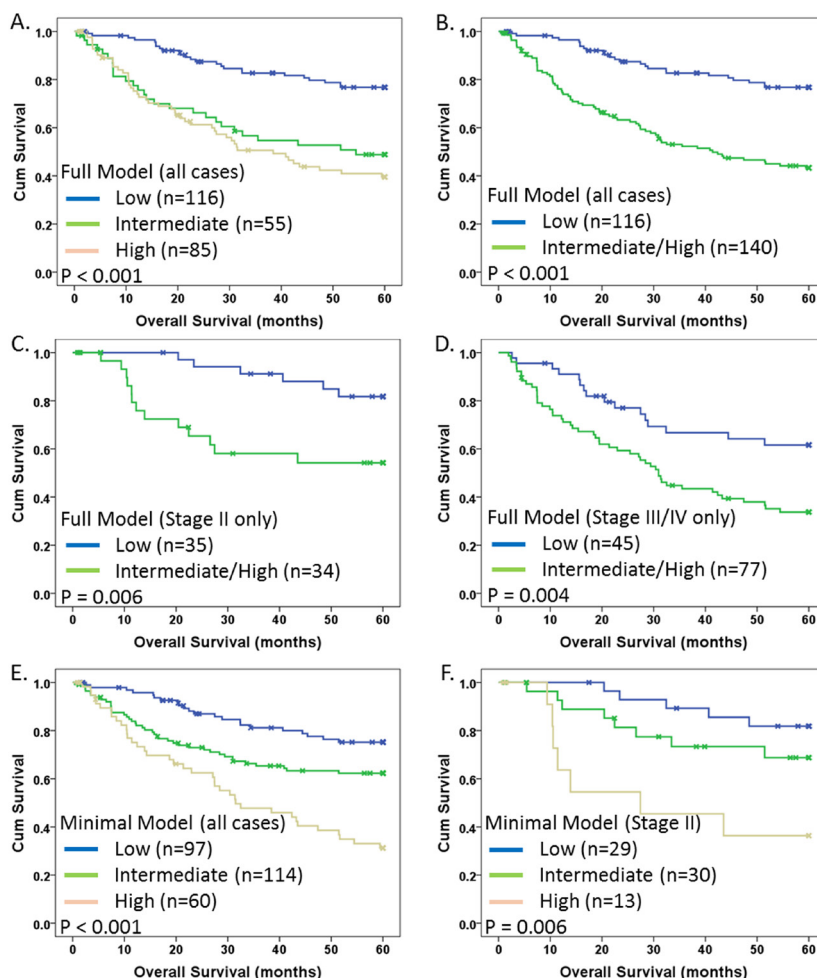 A.
Cum Survival
1.0
0.8
0.6
0.4
0.2
0.0
Full Model (all cases)
Low (n=116)
Intermediate (n=55)
High (n=85)
P < 0.001
0 10 20 30 40 50 60
Overall Survival (months)
B.
Cum Survival
1.0
0.8
0.6
0.4
0.2
0.0
Full Model (all cases)
Low (n=116)
Intermediate/High (n=140)
P < 0.001
0 10 20 30 40 50 60
Overall Survival (months)
C.
Cum Survival
1.0
0.8
0.6
0.4
0.2
0.0
Full Model (Stage II only)
Low (n=35)
Intermediate/High (n=34)
P = 0.006
0 10 20 30 40 50 60
Overall Survival (months)
D.
Cum Survival
1.0
0.8
0.6
0.4
0.2
0.0
Full Model (Stage III/IV only)
Low (n=45)
Intermediate/High (n=77)
P = 0.004
0 10 20 30 40 50 60
Overall Survival (months)
E.
Cum Survival
1.0
0.8
0.6
0.4
0.2
0.0
Minimal Model (all cases)
Low (n=97)
Intermediate (n=114)
High (n=60)
P < 0.001
0 10 20 30 40 50 60
Overall Survival (months)
F.
Cum Survival
1.0
0.8
0.6
0.4
0.2
0.0
Minimal Model (Stage II)
Low (n=29)
Intermediate (n=30)
High (n=13)
P = 0.006
0 10 20 30 40 50 60
Overall Survival (months)